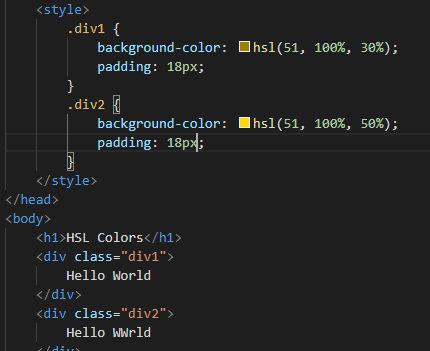 <style>
.div1 {
background-color: hsl(51, 100%, 30%);
padding: 18px;
}
.div2 {
background-color: hsl(51, 100%, 50%);
padding: 18px;
}
</style>
</head>
<body>
<h1>HSL Colors</h1>
<div class="div1">
Hello World
</div>
<div class="div2">
Hello WWrld
</div>